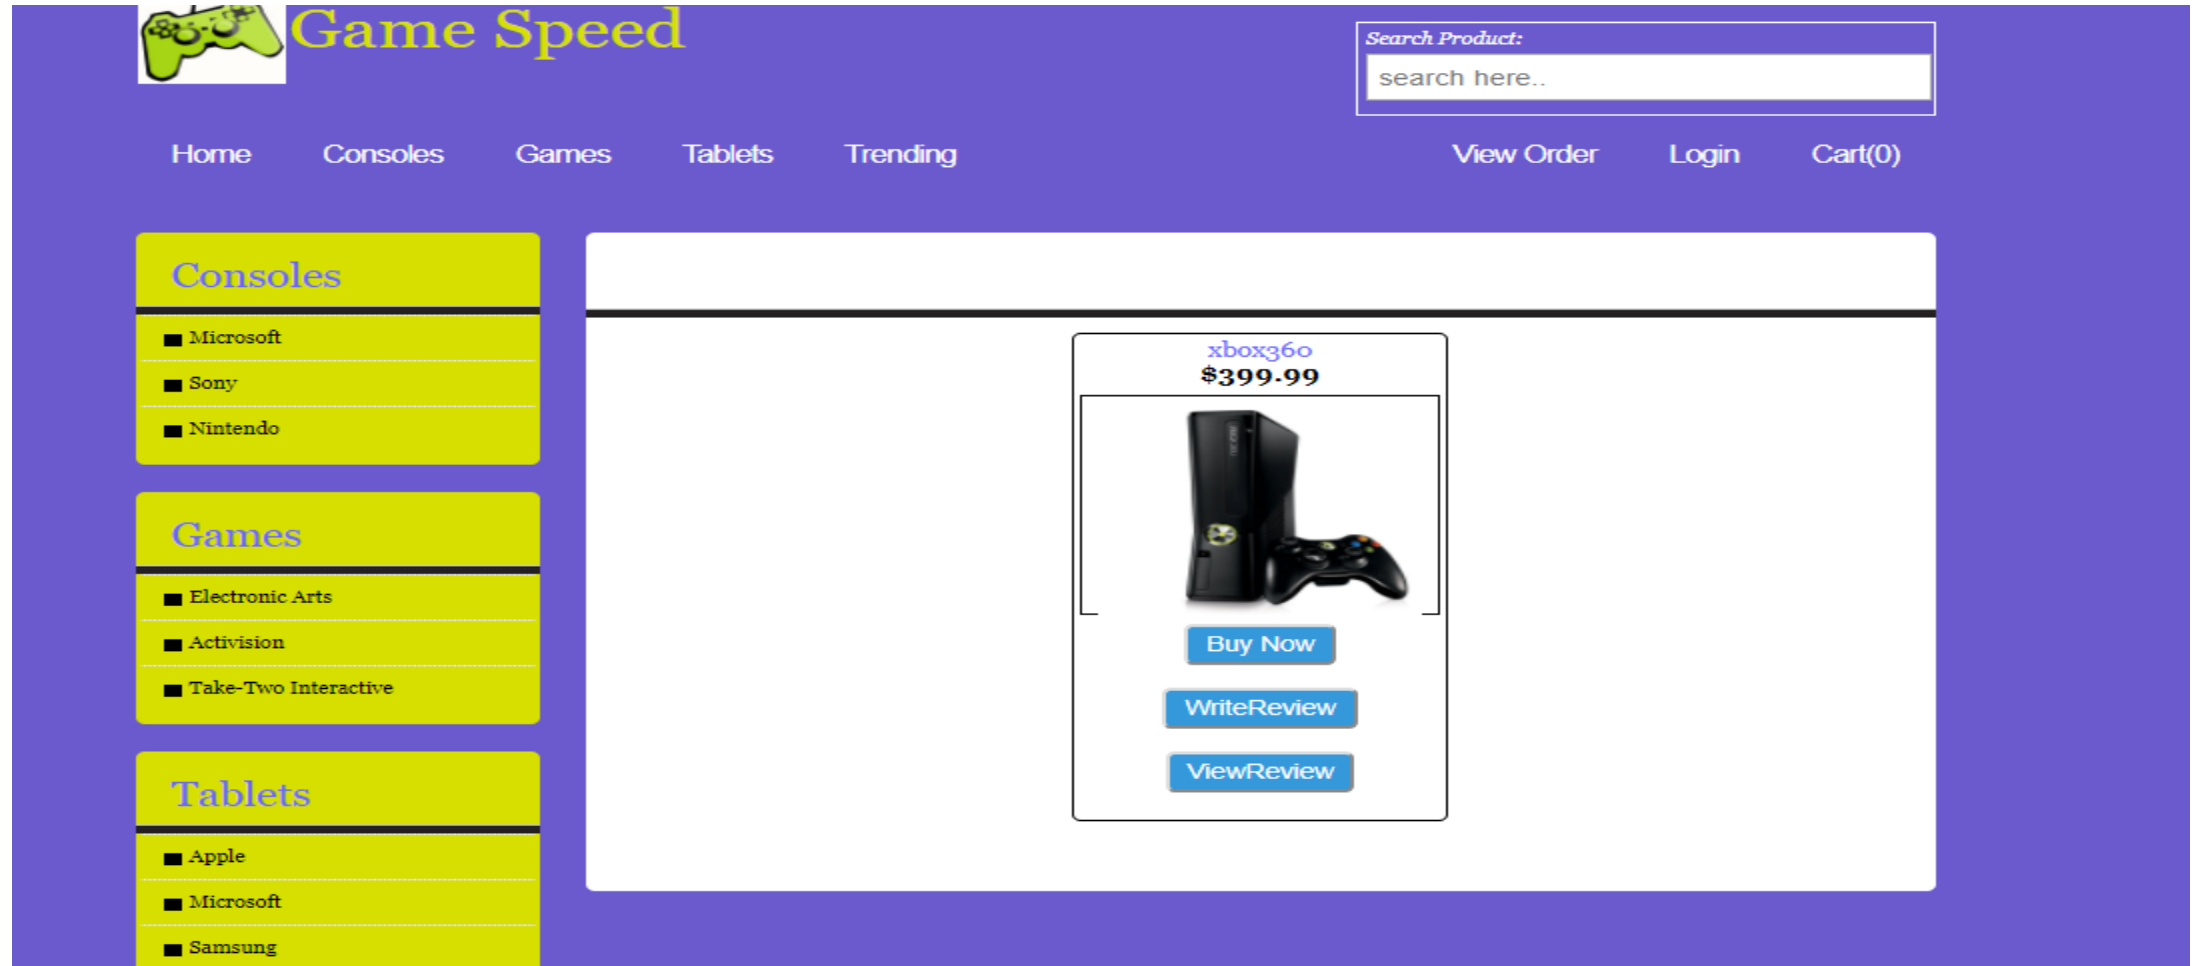 Game Speed
Search Product:
search here..
Home Consoles Games Tablets Trending View Order Login Cart(0)
Consoles
Microsoft
Sony
Nintendo
Games
Electronic Arts
Activision
Take-Two Interactive
Tablets
Apple
Microsoft
Samsung
xbox360
$399.99
Buy Now
WriteReview
ViewReview